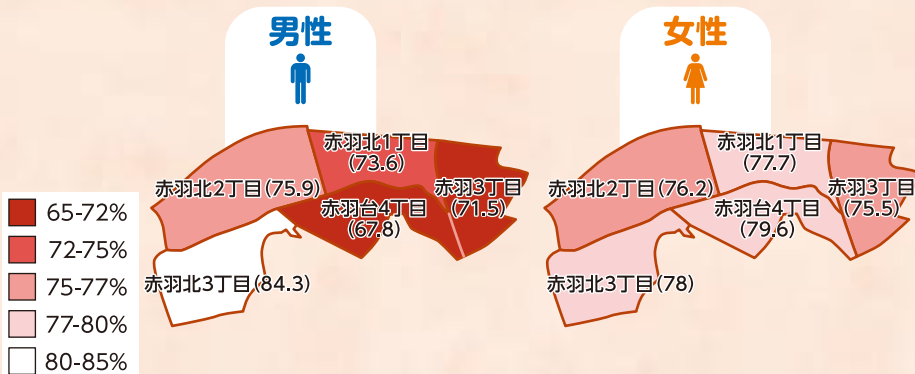 男性
女性
赤羽北1丁目
(73.6)
赤羽北2丁目(75.9)
赤羽3丁目
(71.5)
赤羽台4丁目
(67.8)
赤羽北3丁目(84.3)
赤羽北1丁目
(77.7)
赤羽北2丁目(76.2)
赤羽3丁目
(75.5)
赤羽台4丁目
(79.6)
赤羽北3丁目(78)
65-72%
72-75%
75-77%
77-80%
80-85%